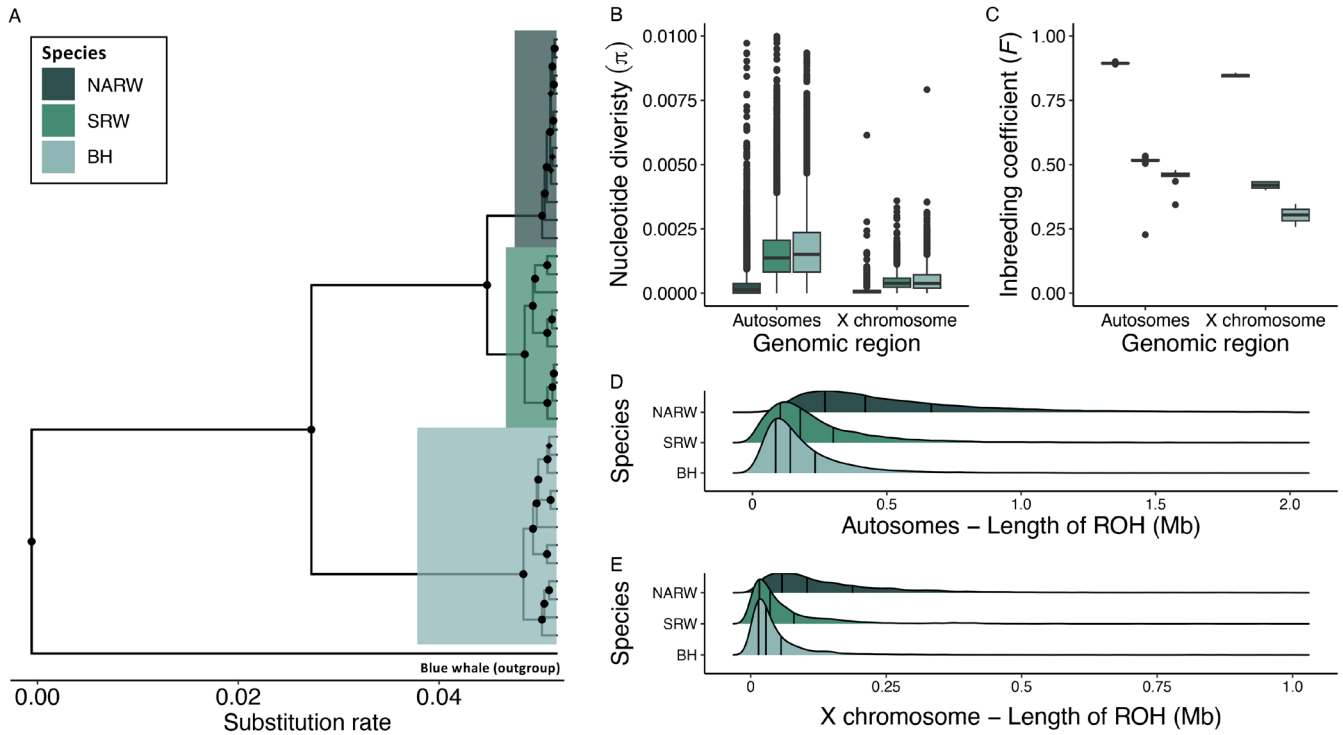 A
Species
NARW
SRW
BH
Blue whale (outgroup)
0.00 0.02 0.04
Substitution rate
B
Nucleotide diveristy (π)
0.0100
0.0075
0.0050
0.0025
0.0000
Autosomes X chromosome
Genomic region
C
Inbreeding coefficient (F)
1.00
0.75
0.50
0.25
0.00
Autosomes X chromosome
Genomic region
D
Species
NARW
SRW
BH
0 0.5 1.0 1.5 2.0
Autosomes − Length of ROH (Mb)
E
Species
NARW
SRW
BH
0 0.25 0.5 0.75 1.0
X chromosome − Length of ROH (Mb)